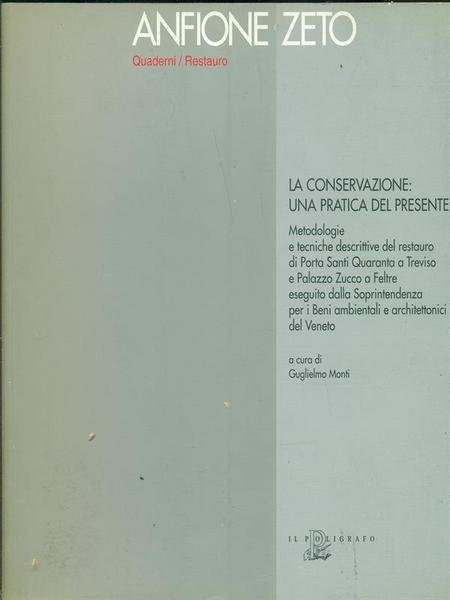 ANFIONE ZETO
Quaderni / Restauro
LA CONSERVAZIONE:
UNA PRATICA DEL PRESENTE
Metodologie
e tecniche descrittive del restauro
di Porta Santi Quaranta a Treviso
e Palazzo Zucco a Feltre
eseguito dalla Soprintendenza
per i Beni ambientali e architettonici
del Veneto
a cura di
Guglielmo Monti
IL POLIGRAFO